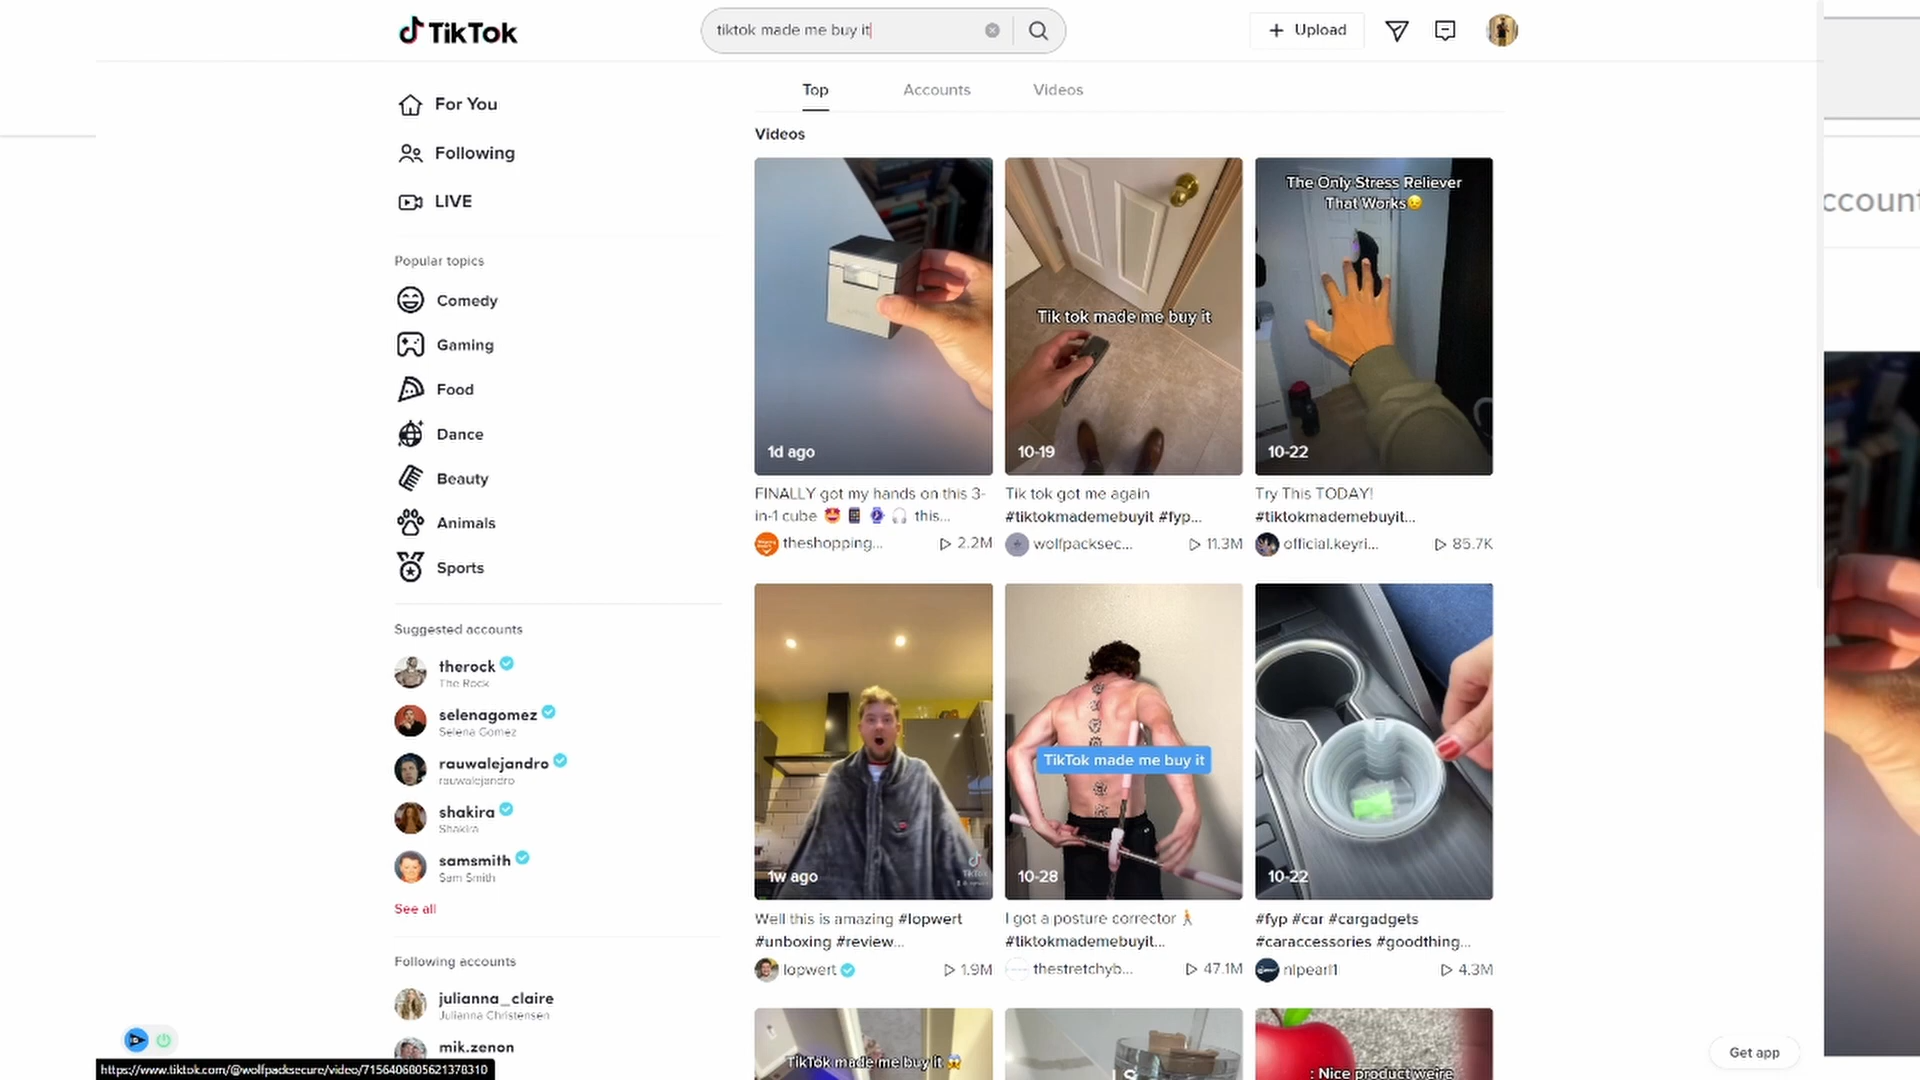 TikTok
tiktok made me buy it
Upload
For You
Following
LIVE
Popular topics
Comedy
Gaming
Food
Dance
Beauty
Animals
Sports
Suggested accounts
therock
The Rock
selenagomez
Selena Gomez
rauwalejandro
rauwalejandro
shakira
Shakira
samsmith
Sam Smith
See all
Following accounts
julianna_claire
Julianna Christensen
mik.zenon
https://www.tiktok.com/@wolfpacksecure/video/7156406805621378310
Top Accounts Videos
Videos
1d ago
FINALLY got my hands on this 3-
in-1 cube 🤩 📱 ⌚ 🎧 this...
theshopping... 2.2M
Tik tok made me buy it
10-19
Tik tok got me again
#tiktokmademebuyit #fyp...
wolfpacksec... 11.3M
The Only Stress Reliever
That Works😔
10-22
Try This TODAY!
#tiktokmademebuyit...
official.keyri... 85.7K
1w ago
TikTok
Well this is amazing #lopwert
#unboxing #review...
lopwert 1.9M
TikTok made me buy it
10-28
I got a posture corrector 🚶
#tiktokmademebuyit...
thestretchyb... 47.1M
10-22
#fyp #car #cargadgets
#caraccessories #goodthing...
nlpearl1 4.3M
TikTok made me buy it 😱
: Nice product weire
Get app
ccount